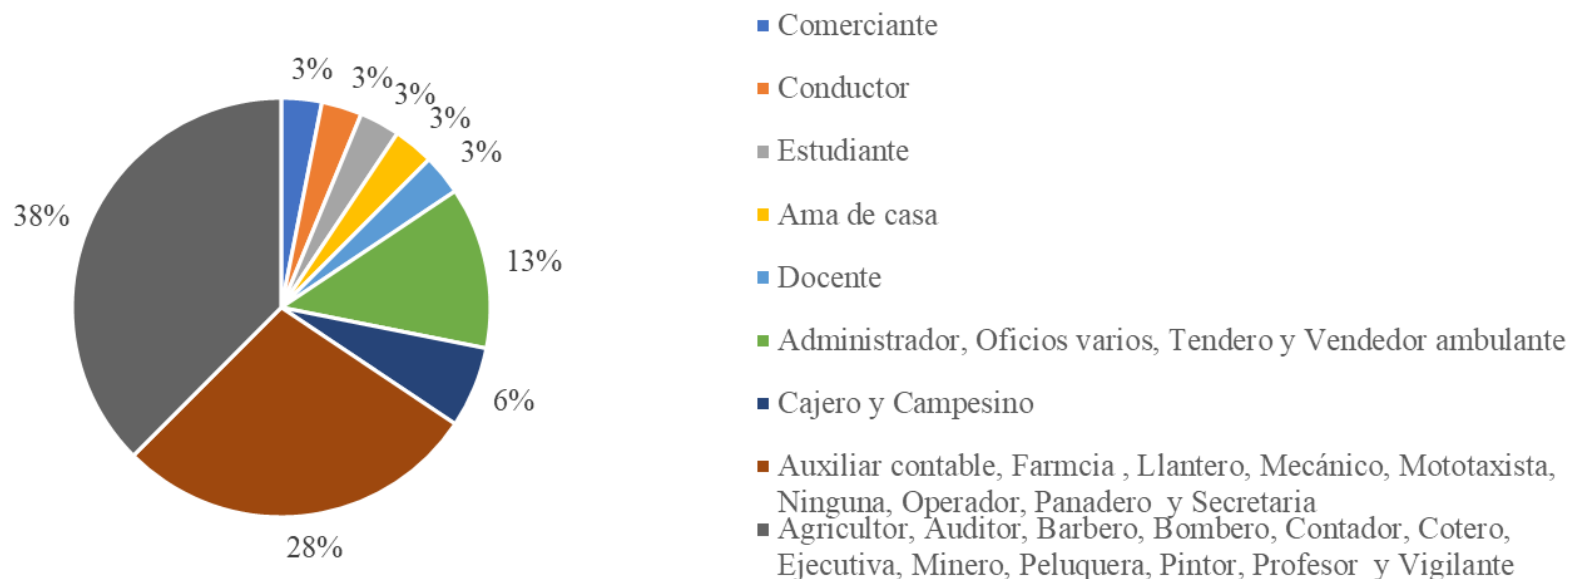 3%
3%
3%
3%
3%
13%
6%
28%
38%
Comerciante
Conductor
Estudiante
Ama de casa
Docente
Administrador, Oficios varios, Tendero y Vendedor ambulante
Cajero y Campesino
Auxiliar contable, Farmcia , Llantero, Mecánico, Mototaxista,
Ninguna, Operador, Panadero  y Secretaria
Agricultor, Auditor, Barbero, Bombero, Contador, Cotero,
Ejecutiva, Minero, Peluquera, Pintor, Profesor  y Vigilante